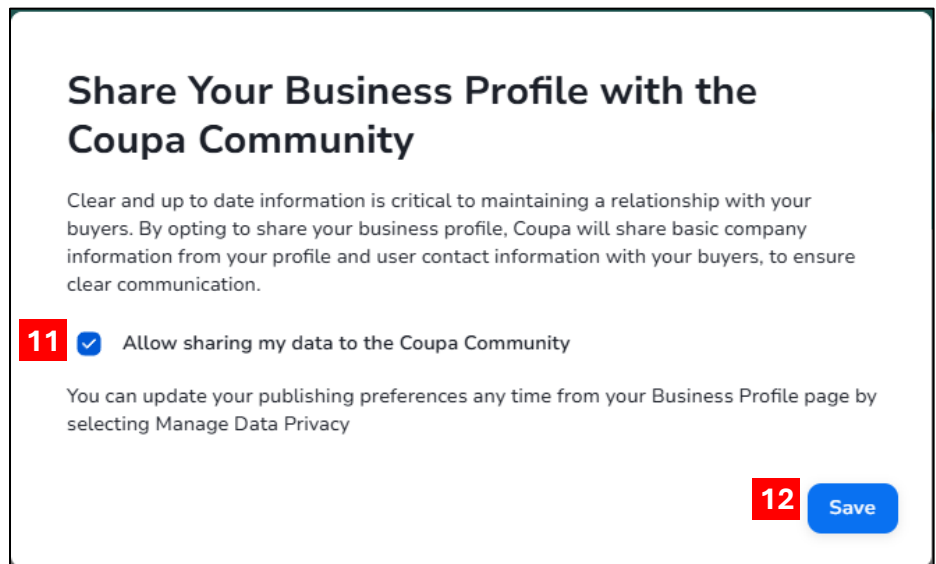 Share Your Business Profile with the
Coupa Community
Clear and up to date information is critical to maintaining a relationship with your
buyers. By opting to share your business profile, Coupa will share basic company
information from your profile and user contact information with your buyers, to ensure
clear communication.
11 Allow sharing my data to the Coupa Community
You can update your publishing preferences any time from your Business Profile page by
selecting Manage Data Privacy
12 Save